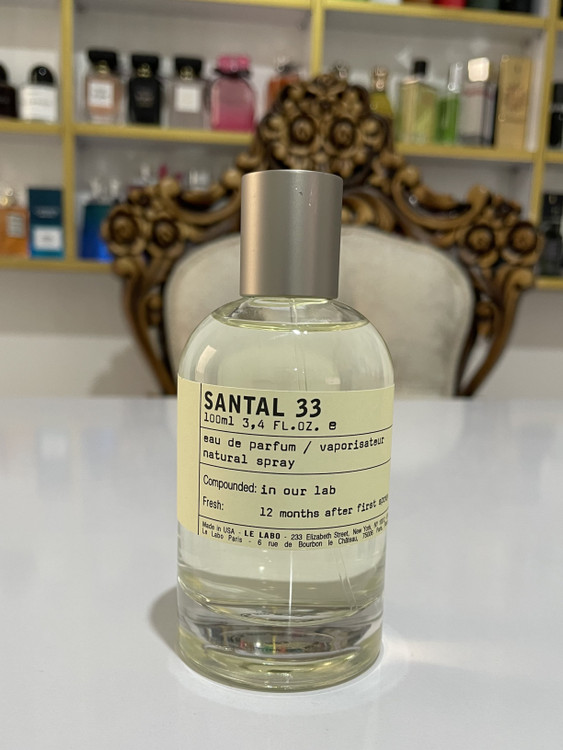 SANTAL 33
100ml 3,4 FL.OZ. e
eau de parfum / vaporisateur
natural spray
Compounded: in our lab
Fresh: 12 months after first
Made in USA - LE LABO - 233 Elizabeth Street, New York,
Le Labo Paris - 6 rue de Bourbon le Château, 75006 Paris